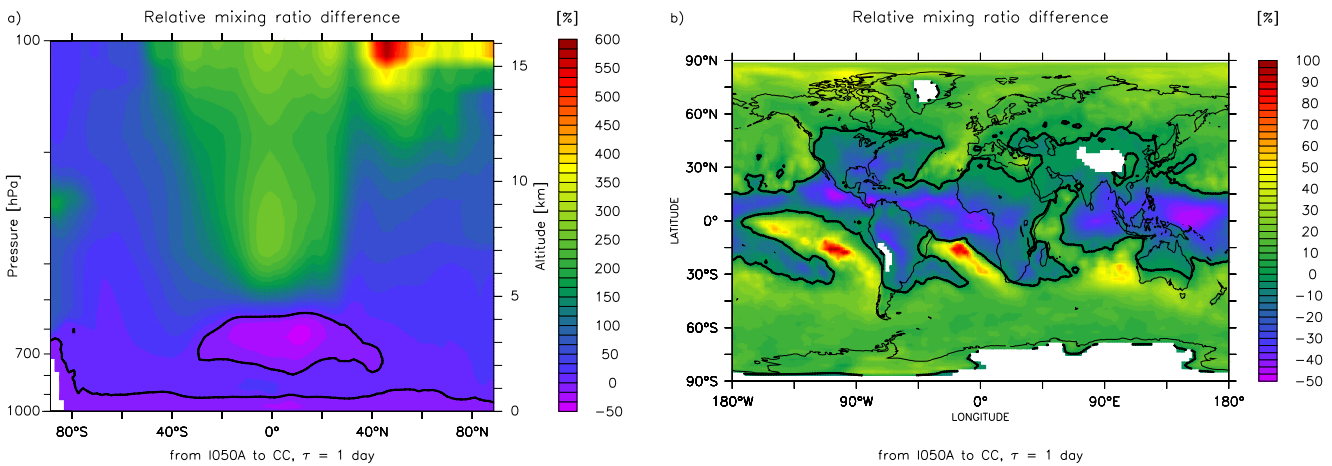 a)
Relative mixing ratio difference
[%]
100
700
1000
Pressure [hPa]
15
10
5
0
Altitude [km]
600
550
500
450
400
350
300
250
200
150
100
50
0
−50
80°S
40°S
0°
40°N
80°N
from I050A to CC, τ = 1 day
b)
Relative mixing ratio difference
[%]
90°N
75°N
60°N
30°N
0°
30°S
60°S
90°S
LATITUDE
180°W
90°W
0°
90°E
180°
LONGITUDE
100
90
80
70
60
50
40
30
20
10
0
−10
−20
−30
−40
−50
from I050A to CC, τ = 1 day